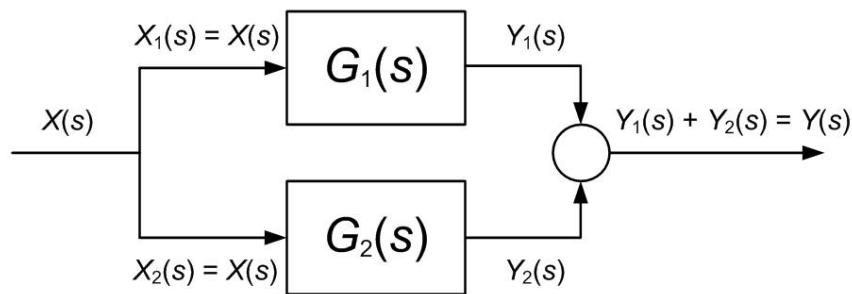 X₁(s) = X(s)
G₁(s)
Y₁(s)
X(s)
Y₁(s) + Y₂(s) = Y(s)
X₂(s) = X(s)
G₂(s)
Y₂(s)